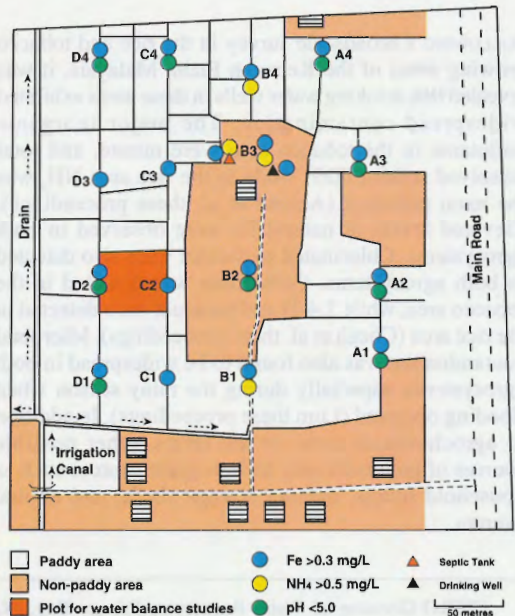 D4
C4
A4
B4
B3
A3
D3
C3
Drain
Main Road
D2
C2
B2
A2
A1
D1
C1
B1
Irrigation
Canal
Paddy area
Non-paddy area
Plot for water balance studies
Fe >0.3 mg/L
NH₄ >0.5 mg/L
pH <5.0
Septic Tank
Drinking Well
50 metres